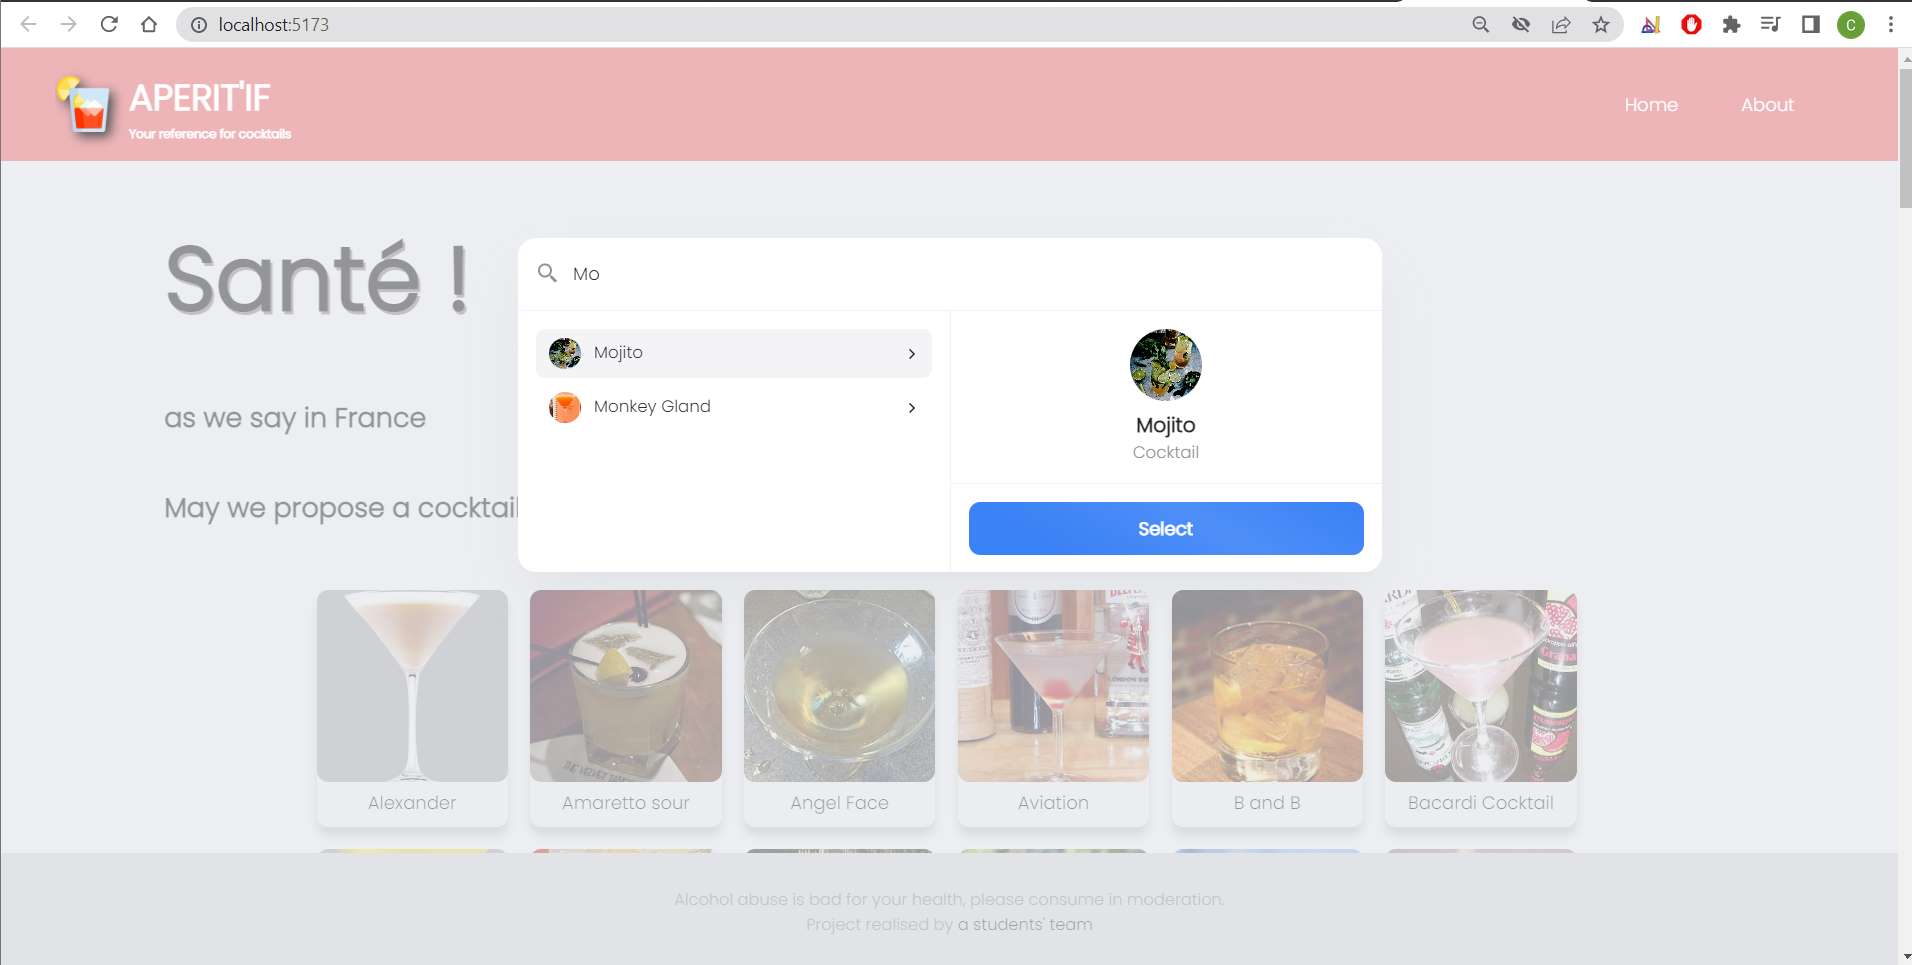 localhost:5173
C
APERIT'IF
Your reference for cocktails
Home
About
Santé !
as we say in France
May we propose a cocktail
Mo
Mojito
Monkey Gland
Mojito
Cocktail
Select
Alexander
Amaretto sour
Angel Face
Aviation
B and B
Bacardi Cocktail
Alcohol abuse is bad for your health, please consume in moderation.
Project realised by a students' team